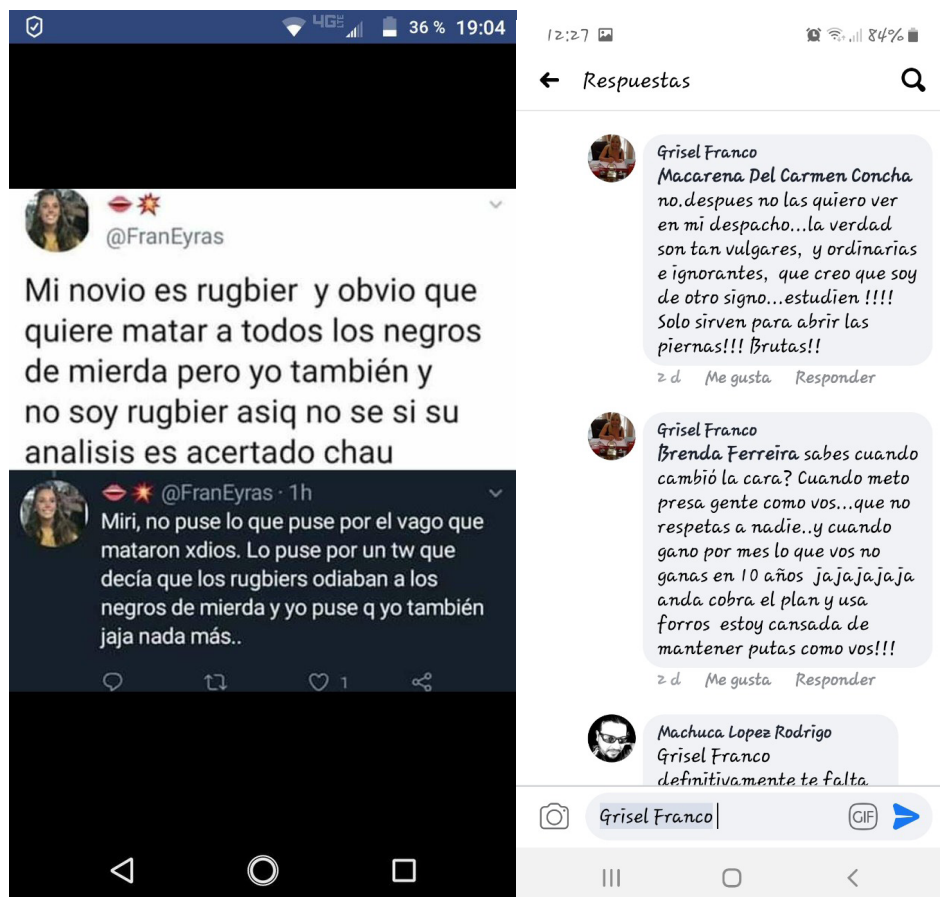 4G LTE 36 % 19:04
@FranEyras
Mi novio es rugbier y obvio que
quiere matar a todos los negros
de mierda pero yo también y
no soy rugbier asiq no se si su
analisis es acertado chau
@FranEyras · 1h
Miri, no puse lo que puse por el vago que
mataron xdios. Lo puse por un tw que
decía que los rugbiers odiaban a los
negros de mierda y yo puse q yo también
jaja nada más..
1
12:27 84%
Respuestas
Grisel Franco
Macarena Del Carmen Concha
no.despues no las quiero ver
en mi despacho...la verdad
son tan vulgares, y ordinarias
e ignorantes, que creo que soy
de otro signo...estudien !!!!
Solo sirven para abrir las
piernas!!! Brutas!!
2 d Me gusta Responder
Grisel Franco
Brenda Ferreira sabes cuando
cambió la cara? Cuando meto
presa gente como vos...que no
respetas a nadie..y cuando
gano por mes lo que vos no
ganas en 10 años jajajajaja
anda cobra el plan y usa
forros estoy cansada de
mantener putas como vos!!!
2 d Me gusta Responder
Machuca Lopez Rodrigo
Grisel Franco
definitivamente te falta
Grisel Franco
GIF